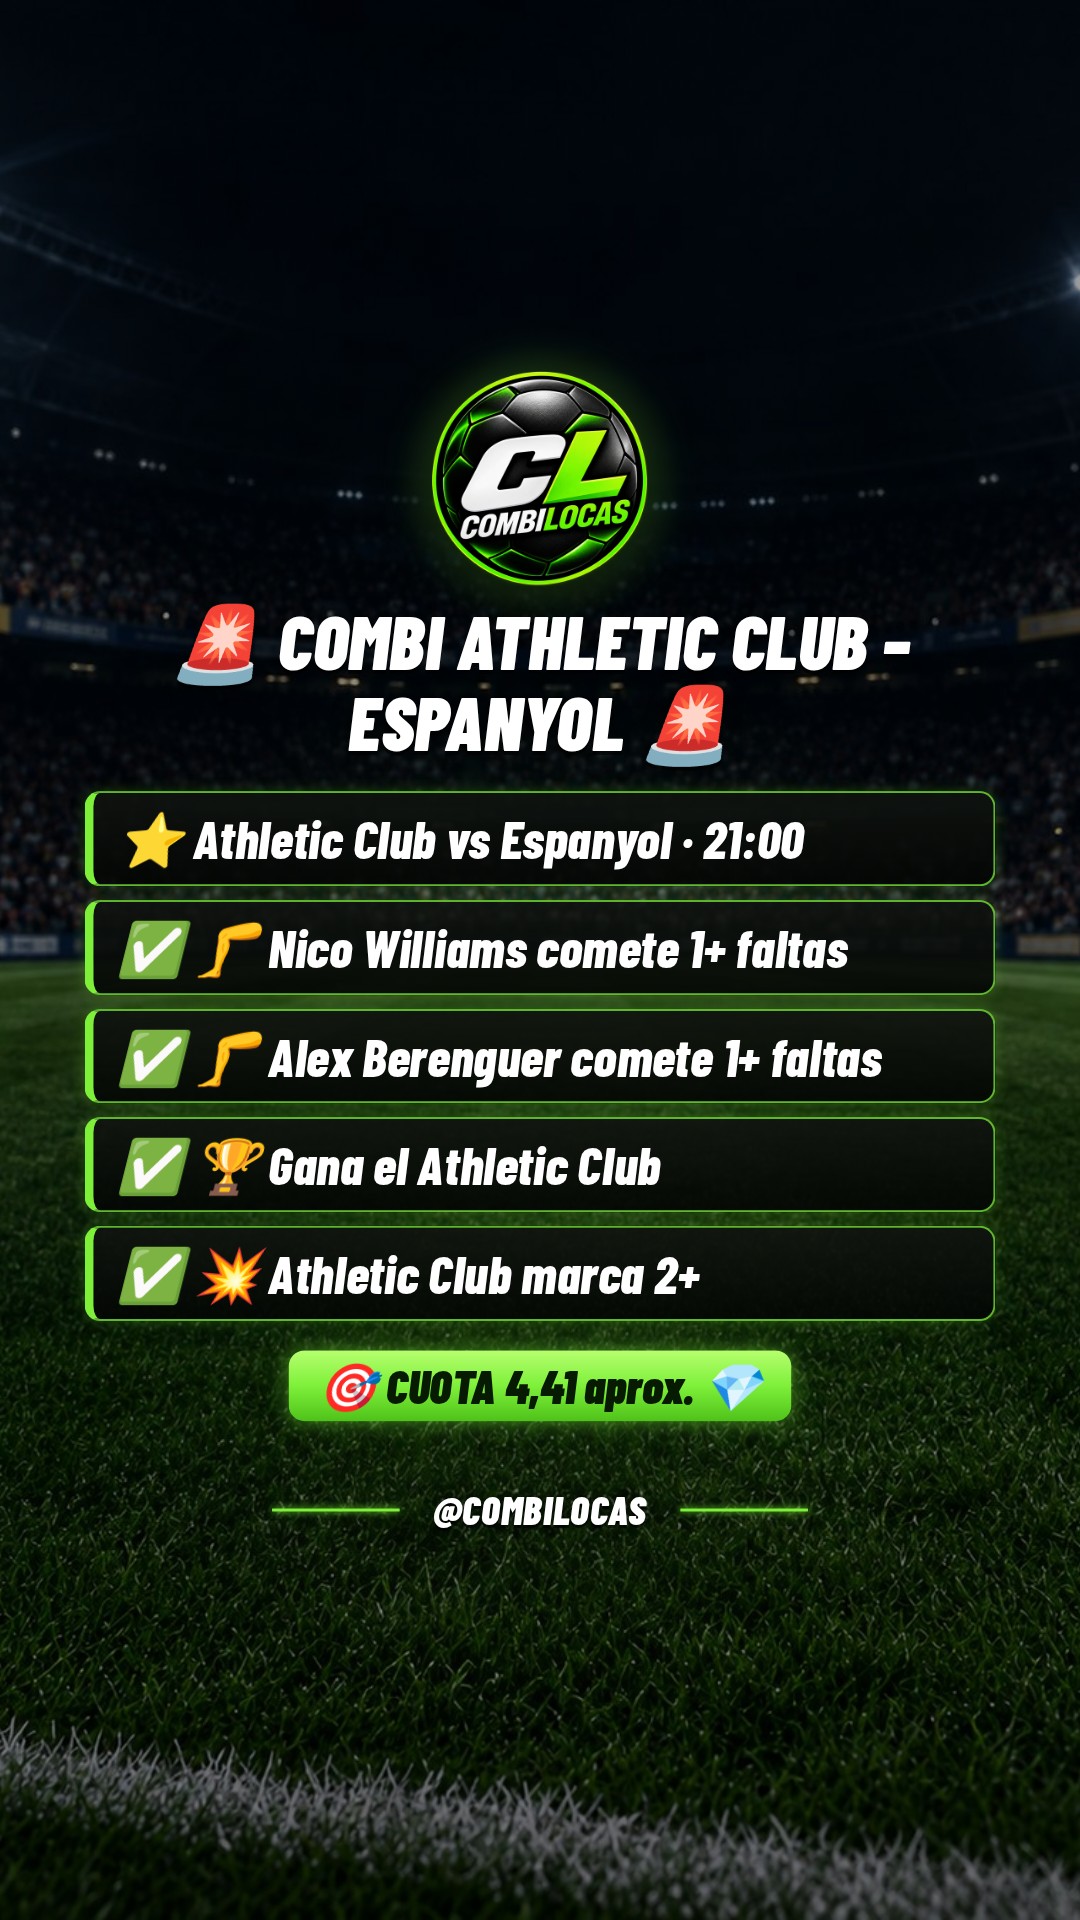 CL
COMBILOCAS
🚨 COMBI ATHLETIC CLUB -
ESPANYOL 🚨
⭐ Athletic Club vs Espanyol · 21:00
✅ 🦵 Nico Williams comete 1+ faltas
✅ 🦵 Alex Berenguer comete 1+ faltas
✅ 🏆 Gana el Athletic Club
✅ 💥 Athletic Club marca 2+
🎯 CUOTA 4,41 aprox. 💎
@COMBILOCAS